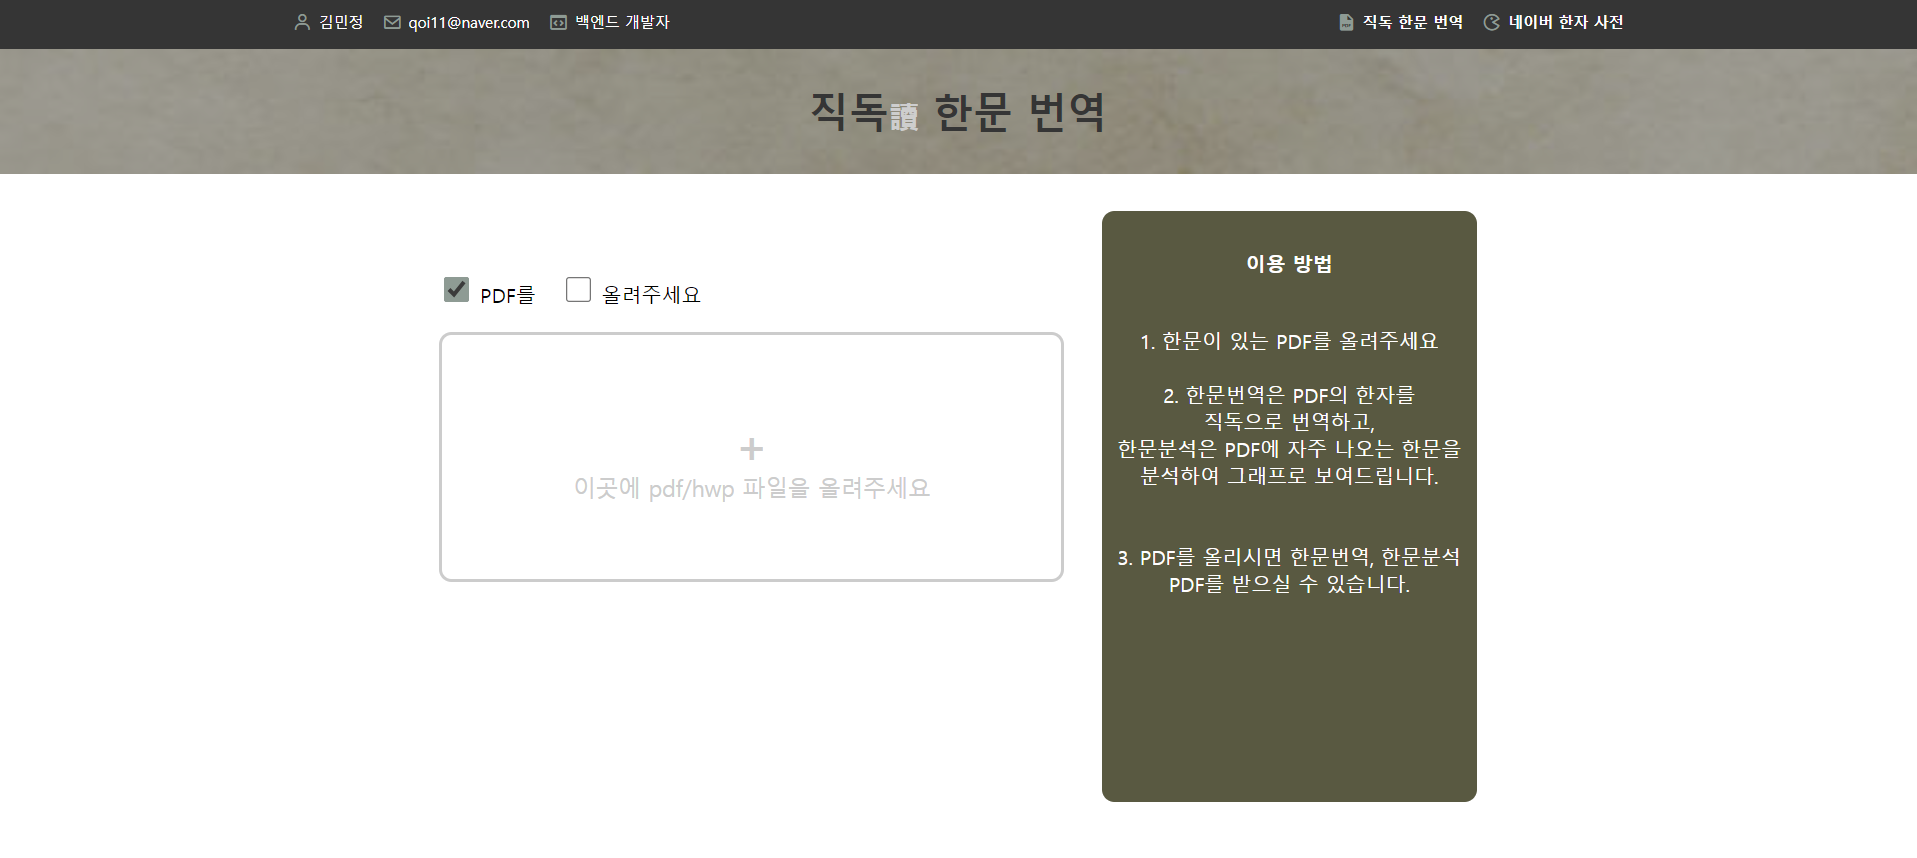 김민정 qoi11@naver.com 백엔드 개발자 직독 한문 번역 네이버 한자 사전
직독讀 한문 번역
PDF를 올려주세요
+
이곳에 pdf/hwp 파일을 올려주세요
이용 방법
1. 한문이 있는 PDF를 올려주세요
2. 한문번역은 PDF의 한자를
직독으로 번역하고,
한문분석은 PDF에 자주 나오는 한문을
분석하여 그래프로 보여드립니다.
3. PDF를 올리시면 한문번역, 한문분석
PDF를 받으실 수 있습니다.